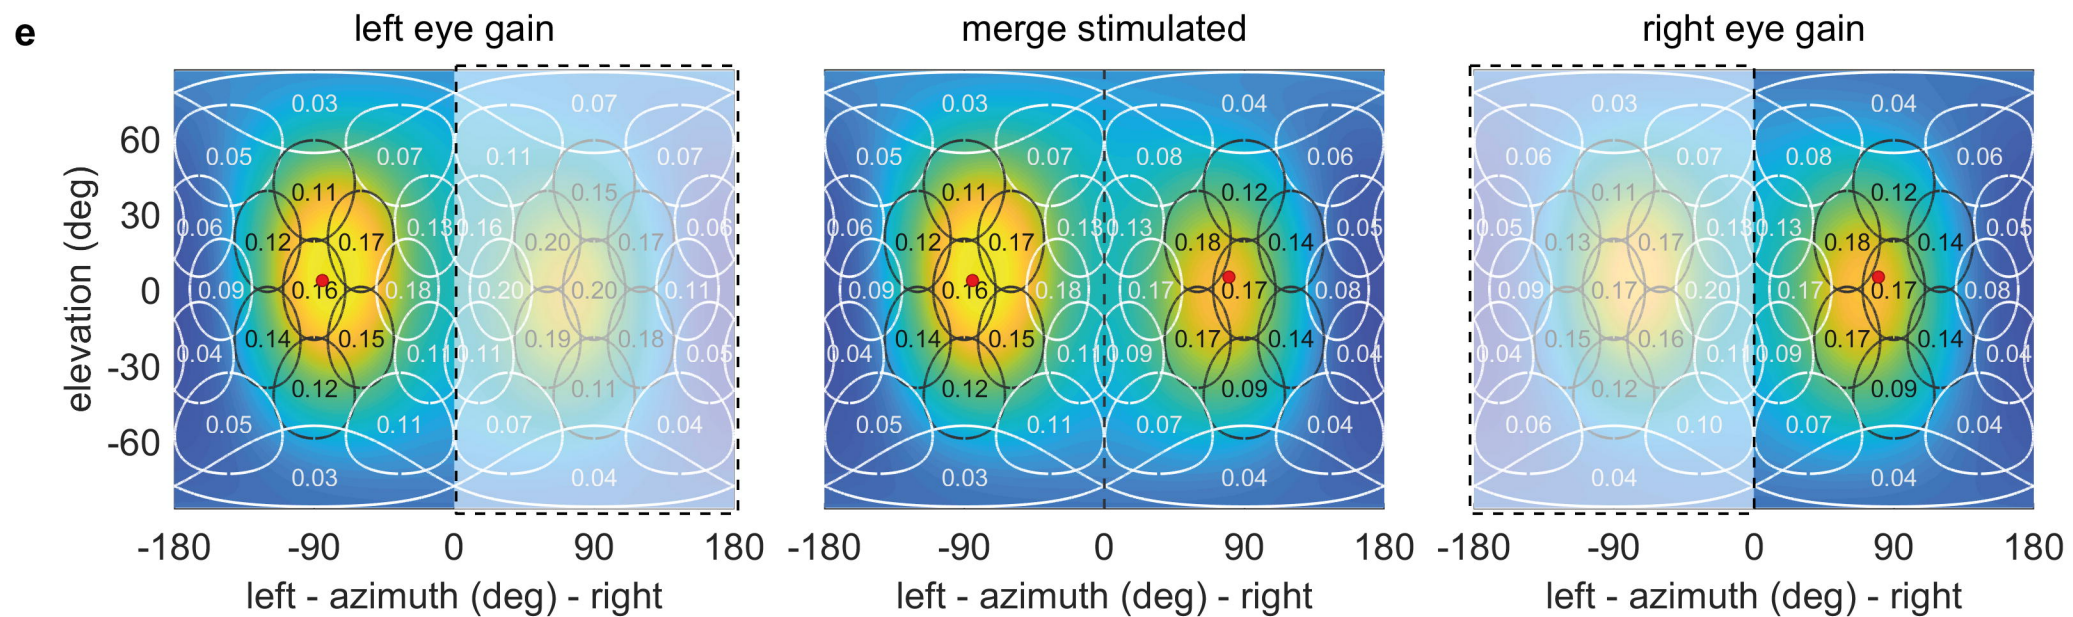 e
left eye gain merge stimulated right eye gain
0.03 0.07 0.03 0.04 0.03 0.04
60
0.05 0.07 0.11 0.07 0.05 0.07 0.08 0.06 0.06 0.07 0.08 0.06
0.11 0.15 0.11 0.12 0.11 0.12
30
0.06 0.13 0.16 0.06 0.06 0.13 0.13 0.05 0.05 0.13 0.13 0.05
0.12 0.17 0.20 0.17 0.12 0.17 0.18 0.14 0.13 0.17 0.18 0.14
0
0.09 0.16 0.18 0.20 0.20 0.11 0.09 0.16 0.18 0.17 0.17 0.08 0.09 0.17 0.20 0.17 0.17 0.08
0.14 0.15 0.19 0.18 0.14 0.15 0.17 0.14 0.15 0.16 0.17 0.14
0.04 0.11 0.11 0.05 0.04 0.11 0.09 0.04 0.04 0.11 0.09 0.04
-30
0.12 0.11 0.12 0.09 0.12 0.09
0.05 0.11 0.07 0.04 0.05 0.11 0.07 0.04 0.06 0.10 0.07 0.04
-60
0.03 0.04 0.03 0.04 0.04 0.04
elevation (deg)
-180 -90 0 90 180 -180 -90 0 90 180 -180 -90 0 90 180
left - azimuth (deg) - right left - azimuth (deg) - right left - azimuth (deg) - right